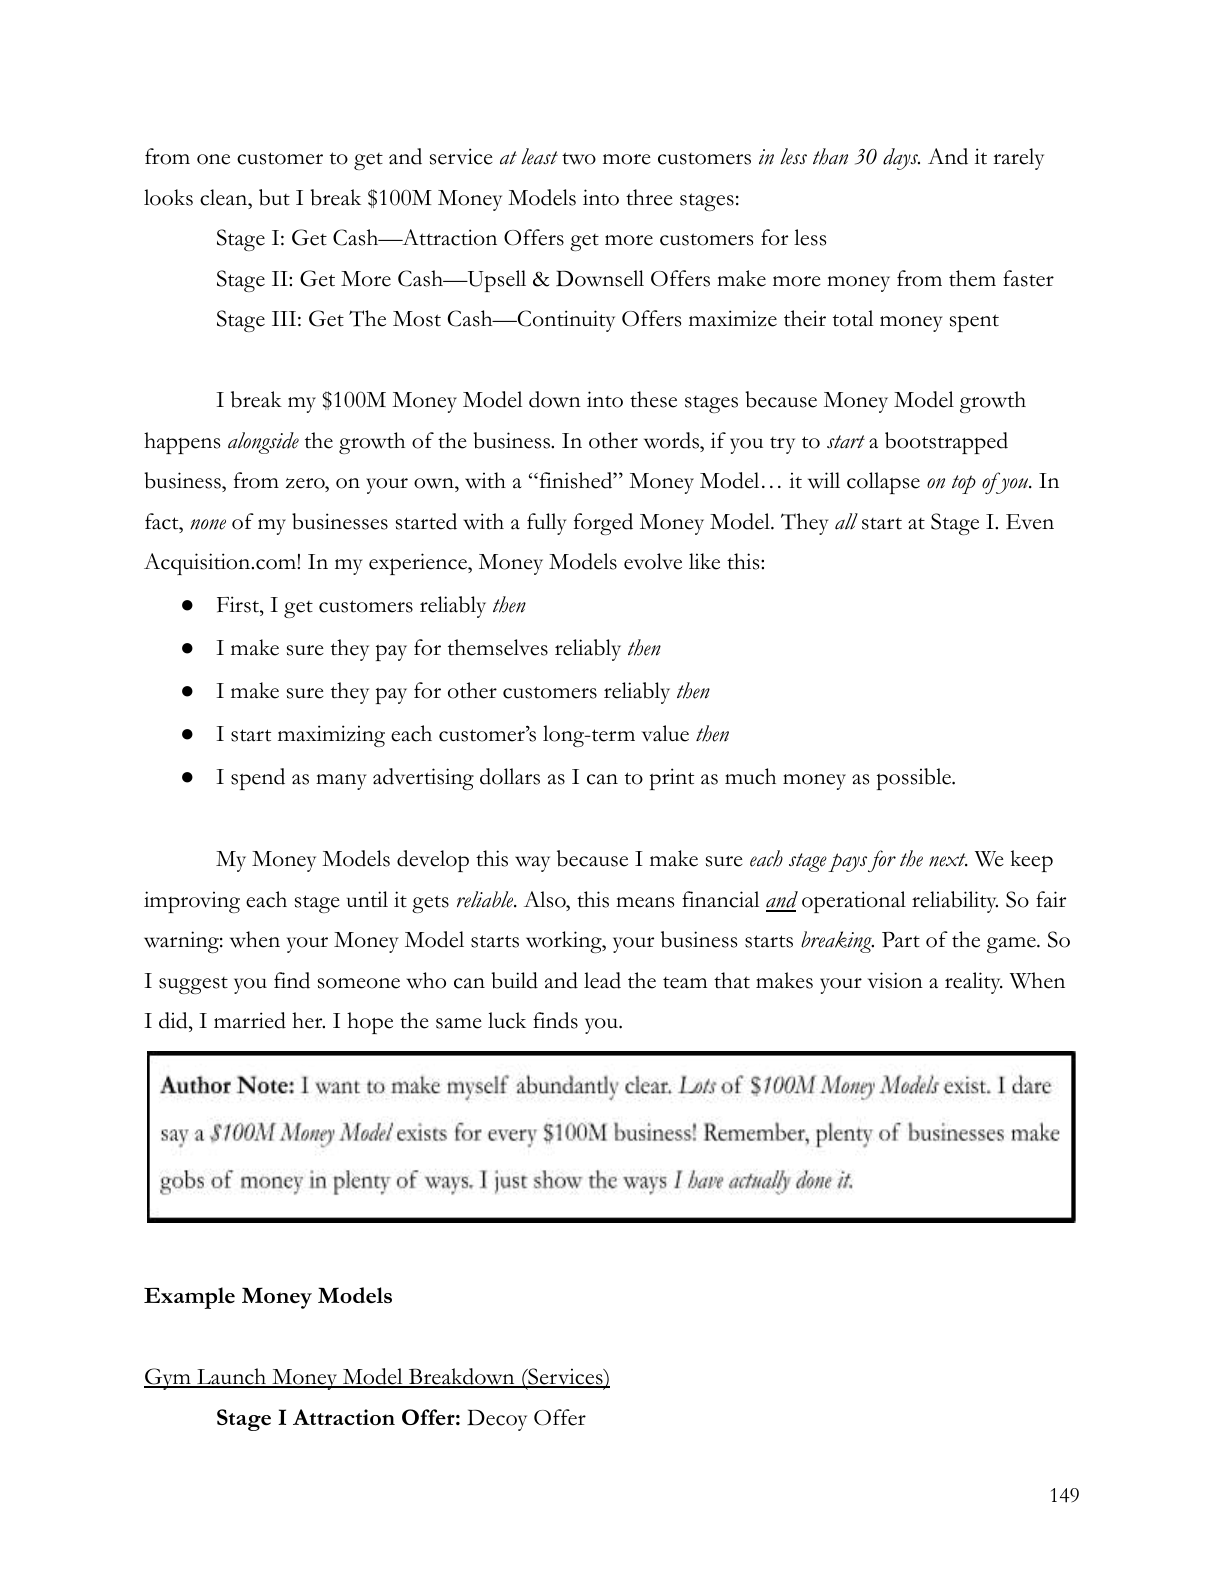 from one customer to get and service at least two more customers in less than 30 days. And it rarely
looks clean, but I break $100M Money Models into three stages:
Stage I: Get Cash—Attraction Offers get more customers for less
Stage II: Get More Cash—Upsell & Downsell Offers make more money from them faster
Stage III: Get The Most Cash—Continuity Offers maximize their total money spent
I break my $100M Money Model down into these stages because Money Model growth
happens alongside the growth of the business. In other words, if you try to start a bootstrapped
business, from zero, on your own, with a “finished” Money Model… it will collapse on top of you. In
fact, none of my businesses started with a fully forged Money Model. They all start at Stage I. Even
Acquisition.com! In my experience, Money Models evolve like this:
● First, I get customers reliably then
● I make sure they pay for themselves reliably then
● I make sure they pay for other customers reliably then
● I start maximizing each customer’s long-term value then
● I spend as many advertising dollars as I can to print as much money as possible.
My Money Models develop this way because I make sure each stage pays for the next. We keep
improving each stage until it gets reliable. Also, this means financial and operational reliability. So fair
warning: when your Money Model starts working, your business starts breaking. Part of the game. So
I suggest you find someone who can build and lead the team that makes your vision a reality. When
I did, I married her. I hope the same luck finds you.
Author Note: I want to make myself abundantly clear. Lots of $100M Money Models exist. I dare
say a $100M Money Model exists for every $100M business! Remember, plenty of businesses make
gobs of money in plenty of ways. I just show the ways I have actually done it.
Example Money Models
Gym Launch Money Model Breakdown (Services)
Stage I Attraction Offer: Decoy Offer
149